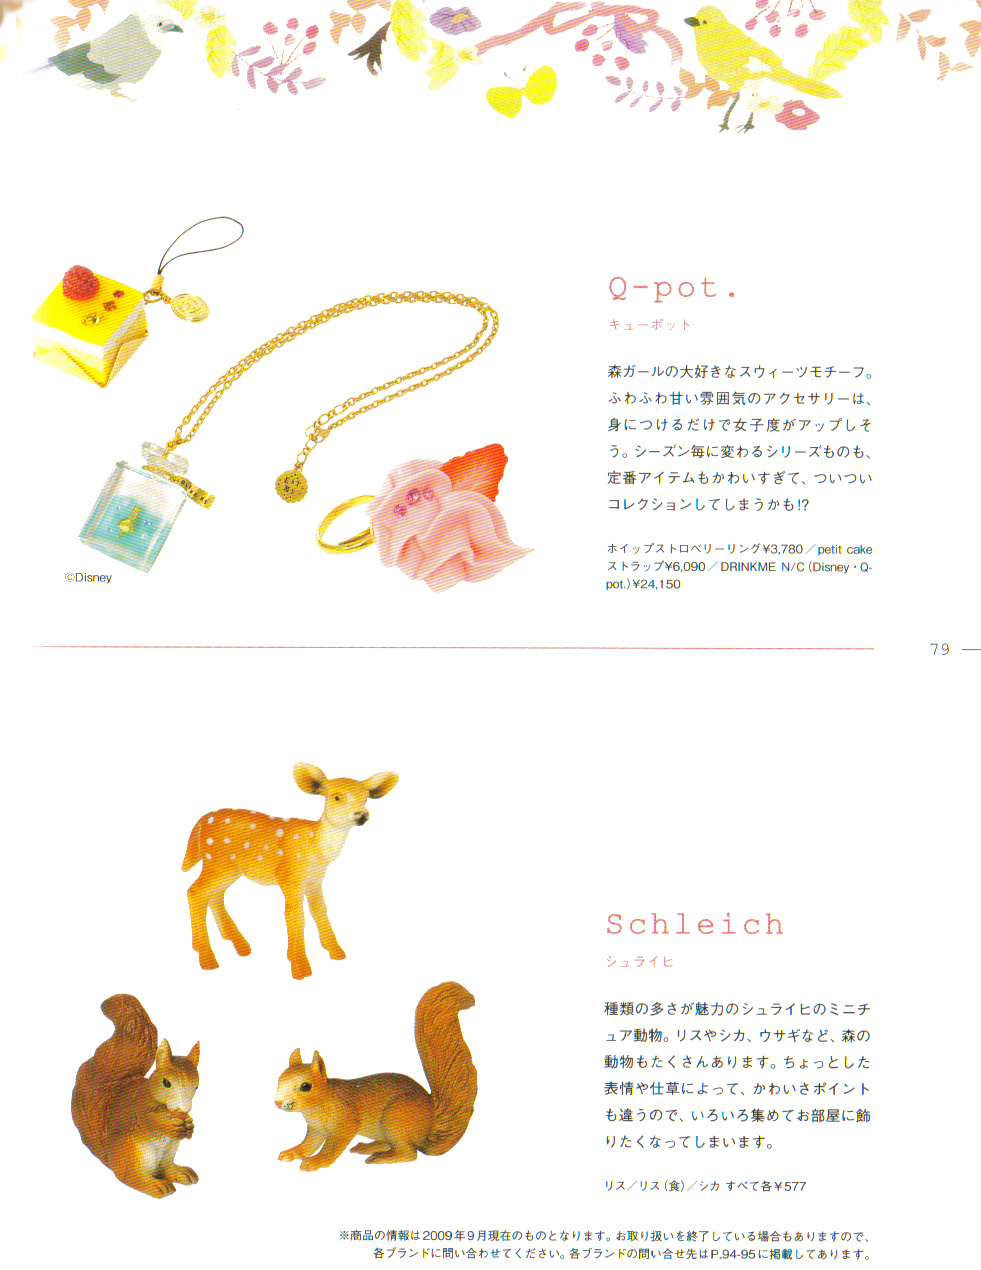 Q-pot.
キューポット
森ガールの大好きなスウィーツモチーフ。
ふわふわ甘い雰囲気のアクセサリーは、
身につけるだけで女子度がアップしそ
う。シーズン毎に変わるシリーズものも、
定番アイテムもかわいすぎて、ついつい
コレクションしてしまうかも!?
ホイップストロベリーリング¥3,780／petit cake
ストラップ¥6,090／DRINKME N/C（Disney・Q-
pot.）¥24,150
©Disney
79
Schleich
シュライヒ
種類の多さが魅力のシュライヒのミニチ
ュア動物。リスやシカ、ウサギなど、森の
動物もたくさんあります。ちょっとした
表情や仕草によって、かわいさポイント
も違うので、いろいろ集めてお部屋に飾
りたくなってしまいます。
リス／リス（食）／シカ すべて各¥577
※商品の情報は2009年9月現在のものとなります。お取り扱いを終了している場合もありますので、
各ブランドに問い合わせてください。各ブランドの問い合せ先はP.94-95に掲載してあります。